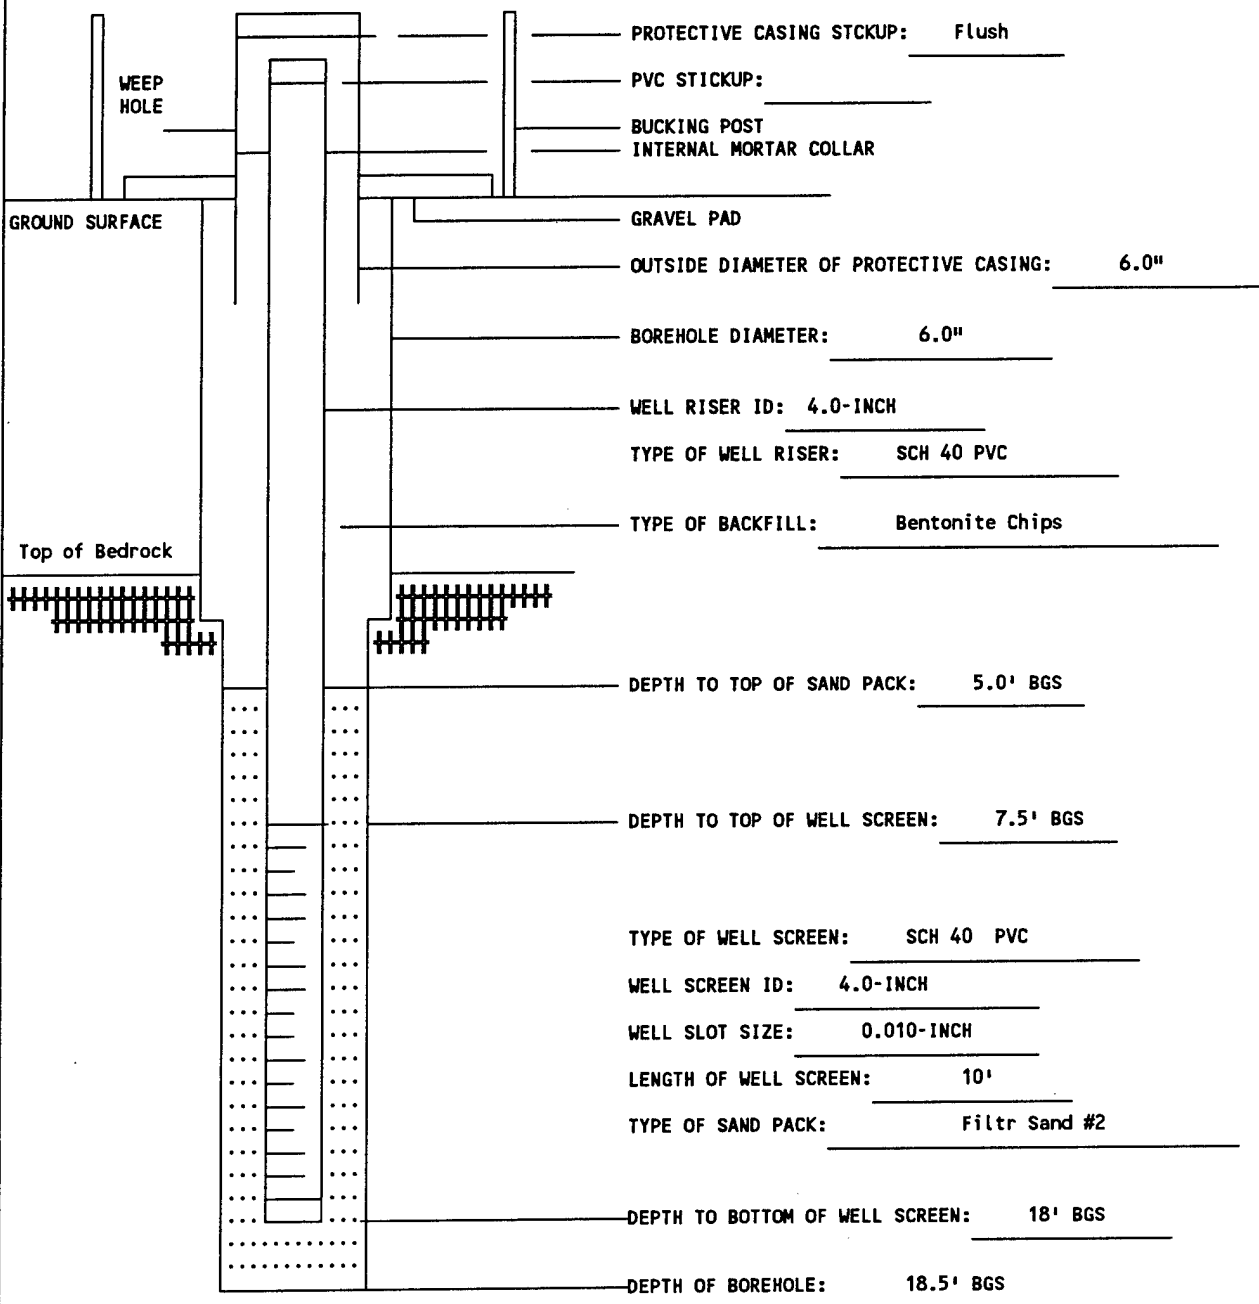 PROTECTIVE CASING STCKUP: Flush
WEEP
HOLE
PVC STICKUP:
BUCKING POST
INTERNAL MORTAR COLLAR
GROUND SURFACE
GRAVEL PAD
OUTSIDE DIAMETER OF PROTECTIVE CASING: 6.0"
BOREHOLE DIAMETER: 6.0"
WELL RISER ID: 4.0-INCH
TYPE OF WELL RISER: SCH 40 PVC
TYPE OF BACKFILL: Bentonite Chips
Top of Bedrock
DEPTH TO TOP OF SAND PACK: 5.0' BGS
DEPTH TO TOP OF WELL SCREEN: 7.5' BGS
TYPE OF WELL SCREEN: SCH 40 PVC
WELL SCREEN ID: 4.0-INCH
WELL SLOT SIZE: 0.010-INCH
LENGTH OF WELL SCREEN: 10'
TYPE OF SAND PACK: Filtr Sand #2
DEPTH TO BOTTOM OF WELL SCREEN: 18' BGS
DEPTH OF BOREHOLE: 18.5' BGS